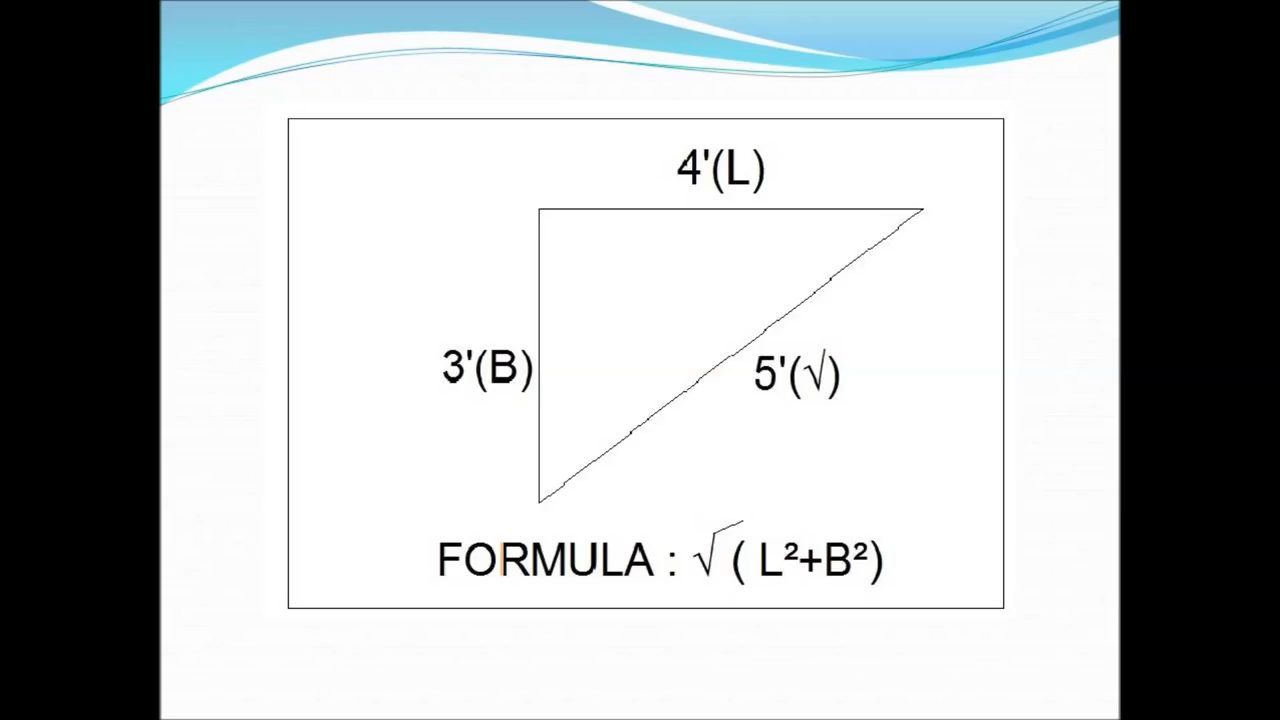 4'(L)
3'(B)
5'(√)
FORMULA : √ ( L²+B²)